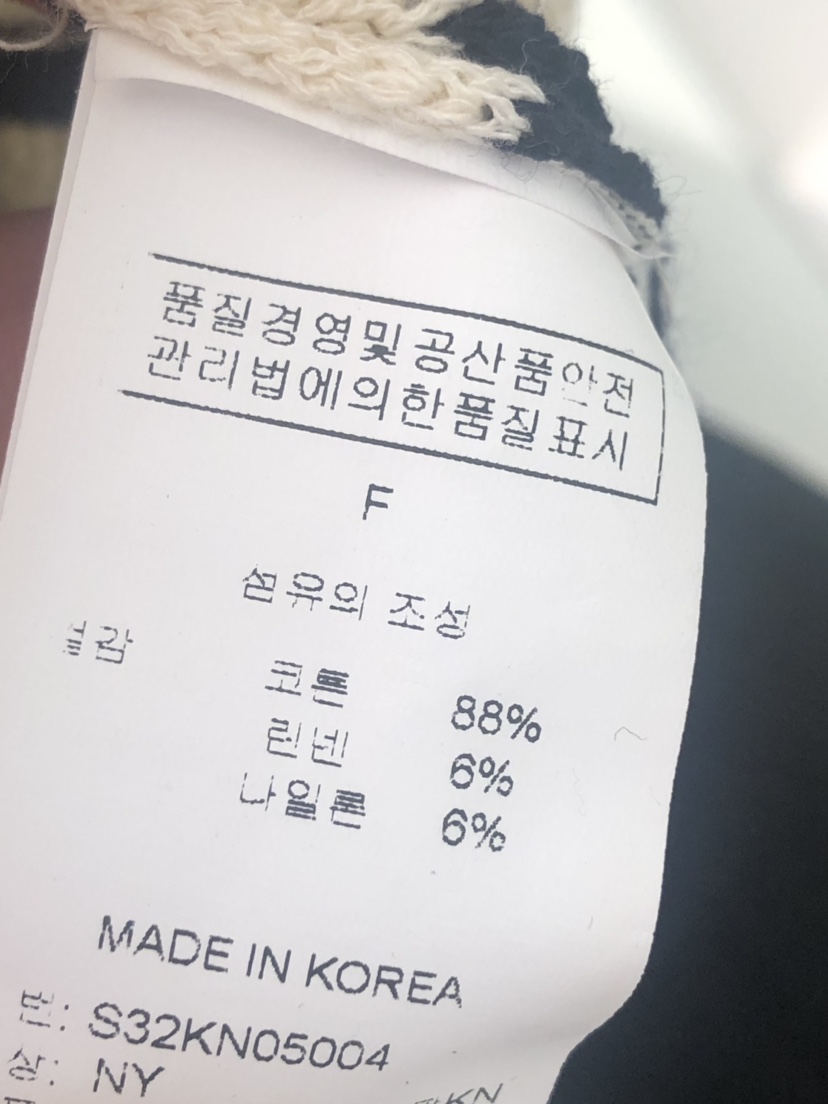 품질경영및 공산품안전
관리법에의한품질표시
F
섬유의 조성
겉감
코튼 88%
린넨 6%
나일론 6%
MADE IN KOREA
S32KN05004
NY